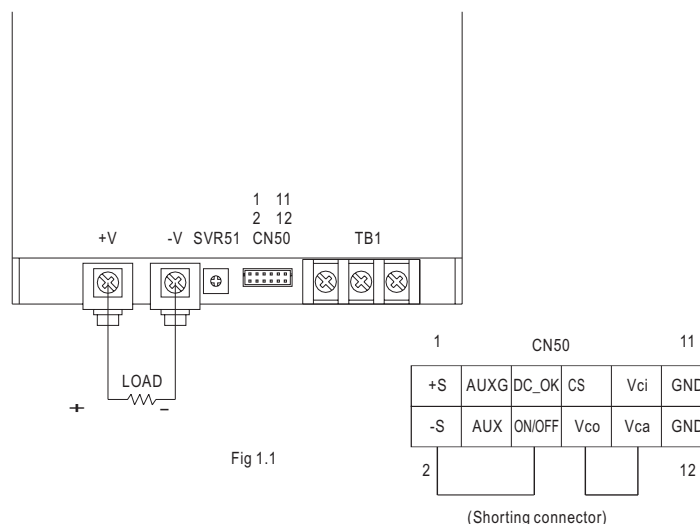 1 11
2 12
+V -V SVR51 CN50 TB1
LOAD
+ –
Fig 1.1
1 CN50 11
+S AUXG DC_OK CS Vci GND
-S AUX ON/OFF Vco Vca GND
2 12
(Shorting connector)